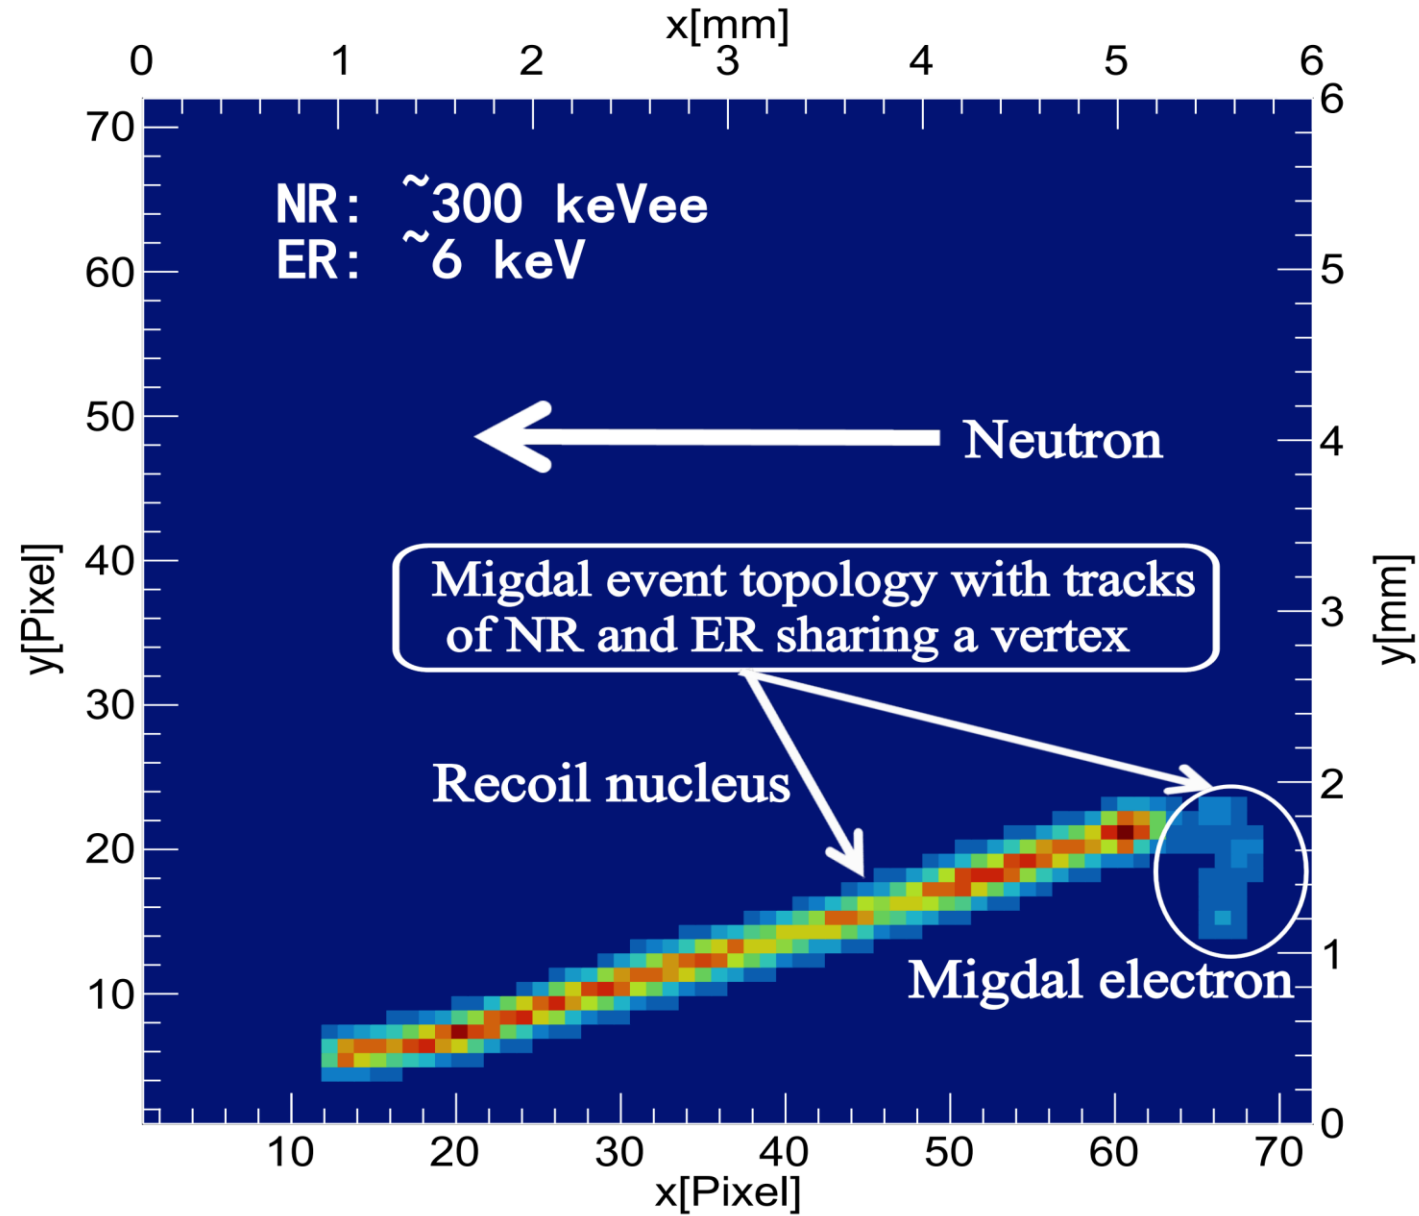 x[mm]
0 1 2 3 4 5 6
70 6
NR: ~300 keVee
ER: ~6 keV
60 5
50 4
Neutron
40
Migdal event topology with tracks
of NR and ER sharing a vertex
3
y[Pixel] y[mm]
30
Recoil nucleus 2
20
Migdal electron 1
10
0
10 20 30 40 50 60 70
x[Pixel]